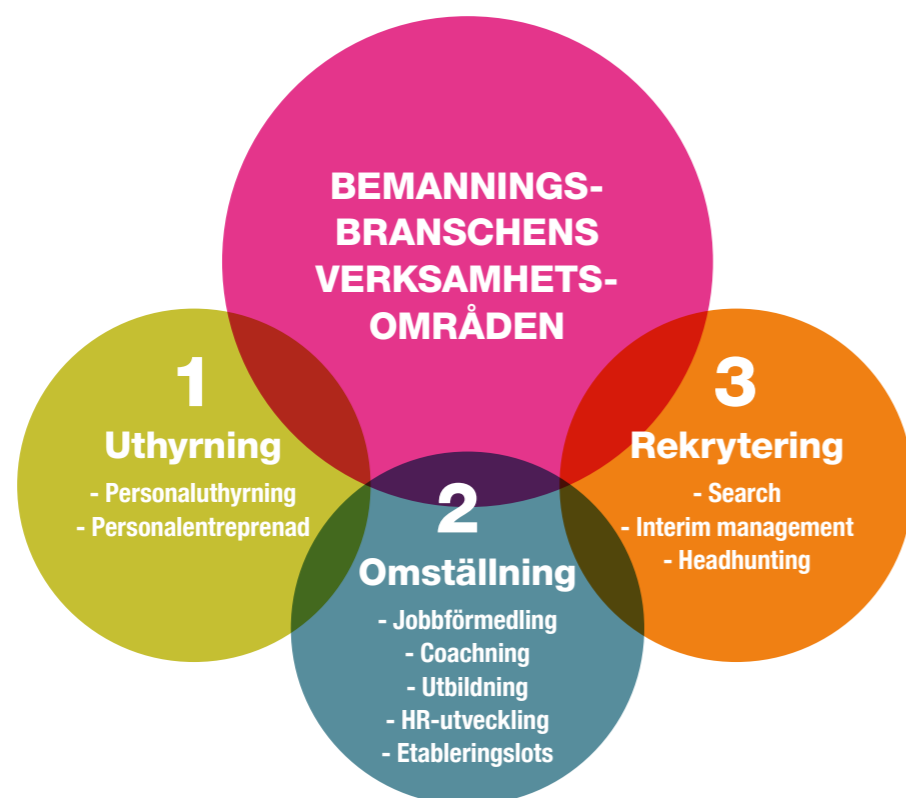 BEMANNINGS-
BRANSCHENS
VERKSAMHETS-
OMRÅDEN
1
Uthyrning
- Personaluthyrning
- Personalentreprenad
2
Omställning
- Jobbförmedling
- Coachning
- Utbildning
- HR-utveckling
- Etableringslots
3
Rekrytering
- Search
- Interim management
- Headhunting